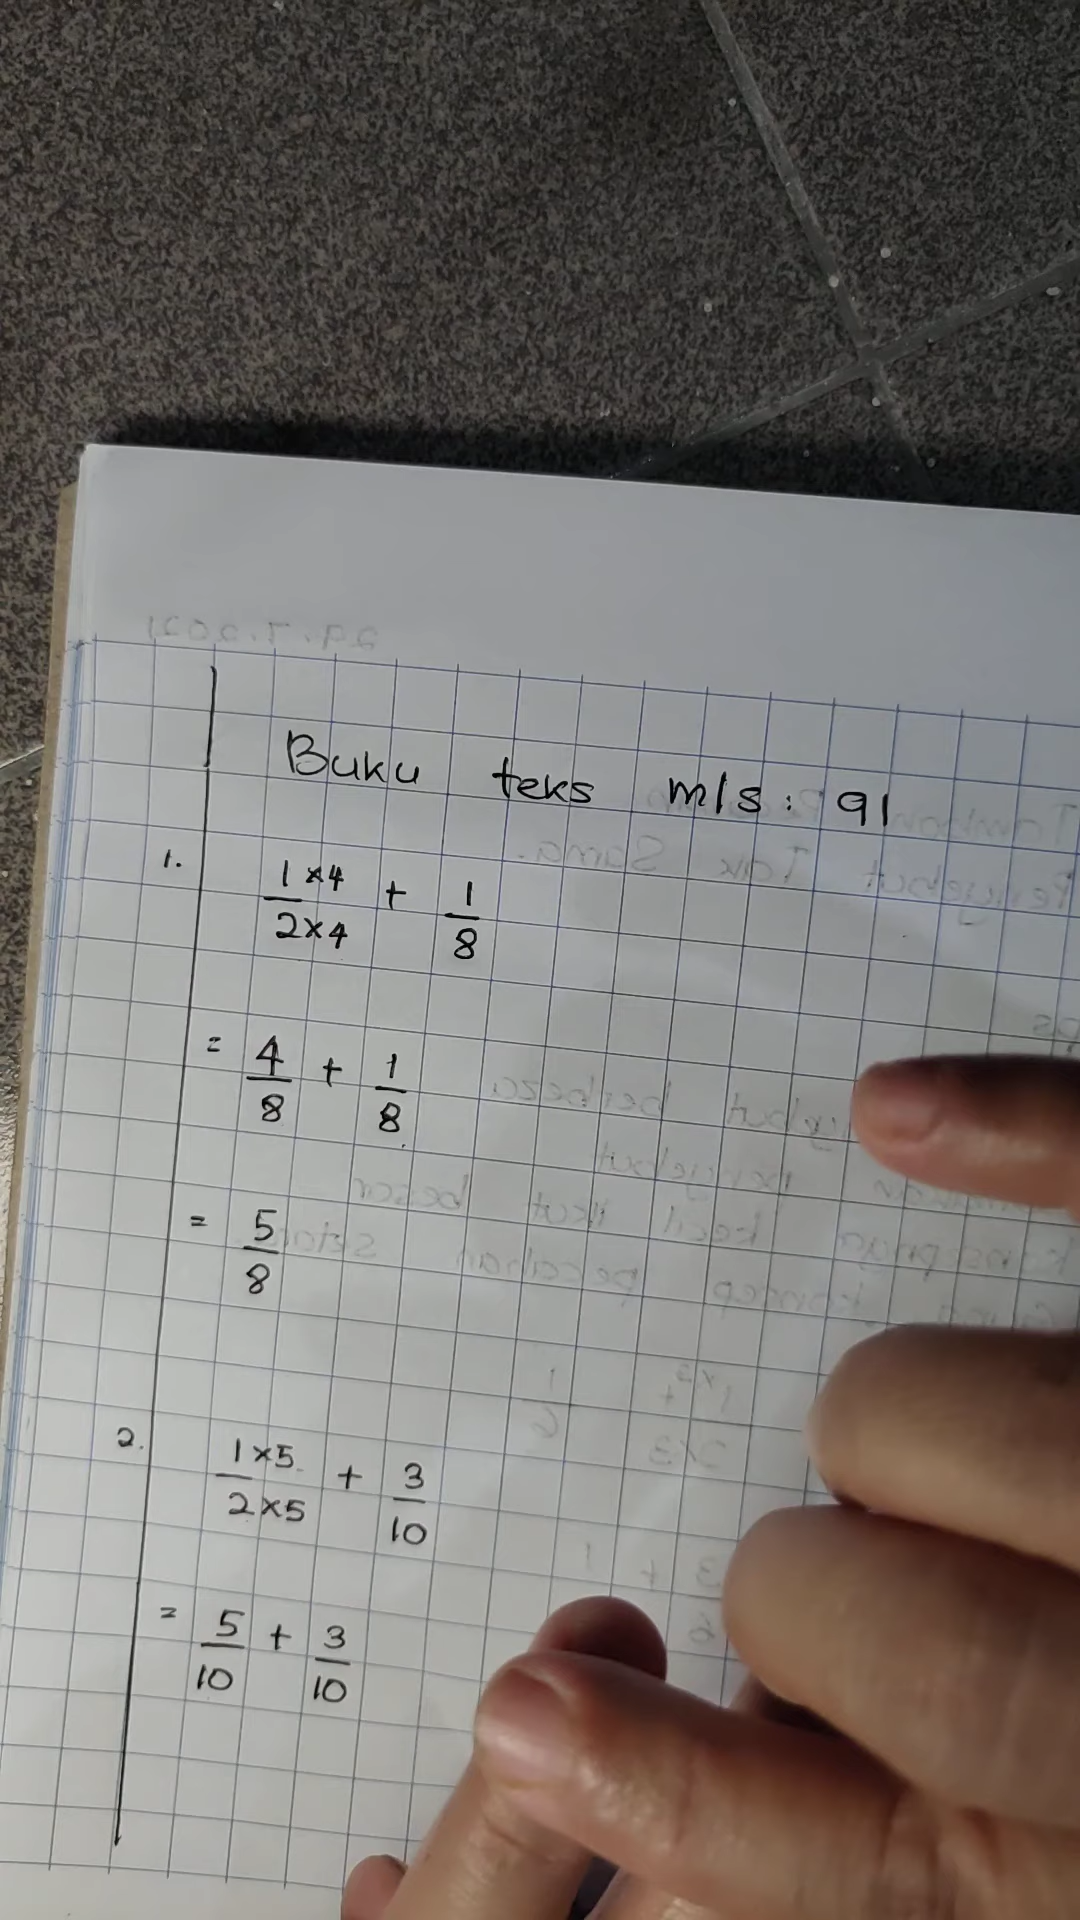 Buku teks m/s: 91
1. 1×4/2×4 + 1/8
= 4/8 + 1/8
= 5/8
2. 1×5/2×5 + 3/10
= 5/10 + 3/10